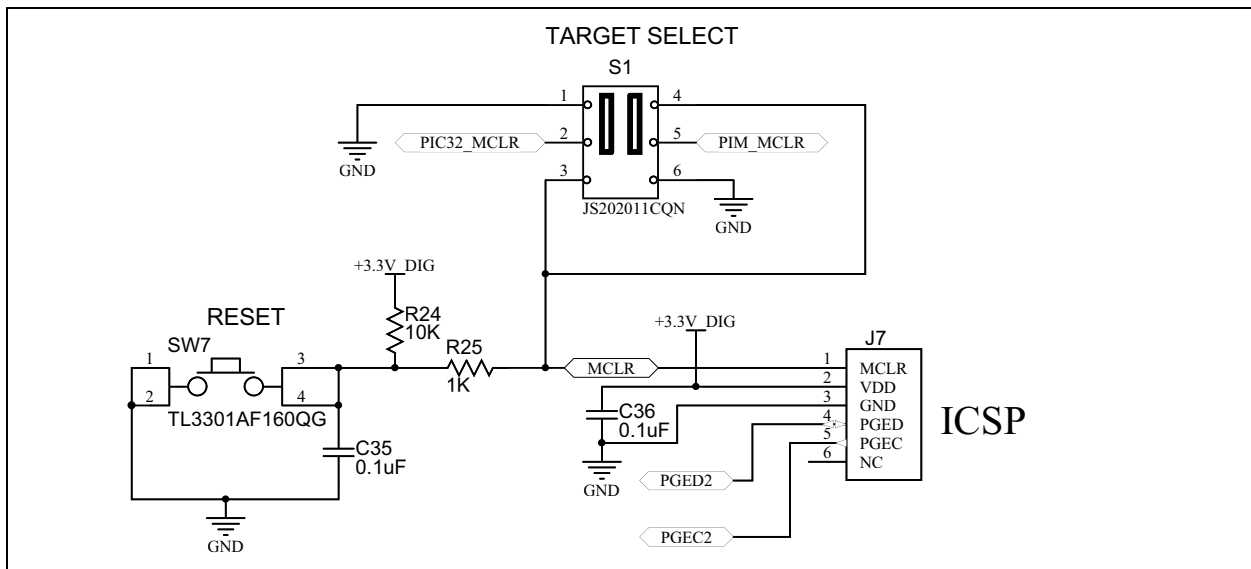 TARGET SELECT
S1
1 4
PIC32_MCLR 2 5 PIM_MCLR
GND
3 6
JS202011CQN
GND
+3.3V_DIG
R24
10K
RESET
SW7
R25
1K
1 3
2 4
TL3301AF160QG
C35
0.1uF
GND
MCLR
+3.3V_DIG
J7
1 MCLR
2 VDD
3 GND
4 PGED
5 PGEC
6 NC
ICSP
C36
0.1uF
GND
PGED2
PGEC2